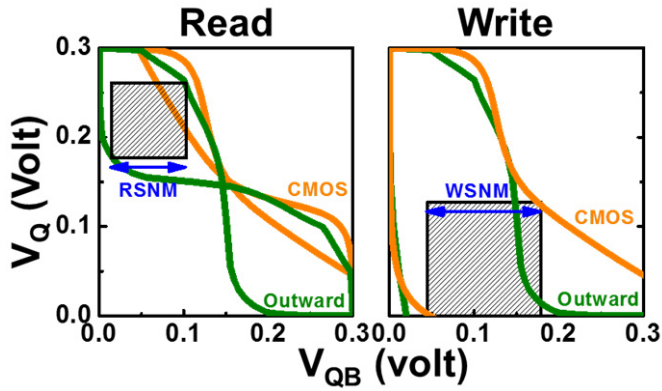 Read Write
0.3
0.2
0.1
0.0
V_Q (Volt)
RSNM
CMOS
Outward
WSNM
CMOS
Outward
0.0 0.1 0.2 0.3 0.0 0.1 0.2 0.3
V_QB (volt)